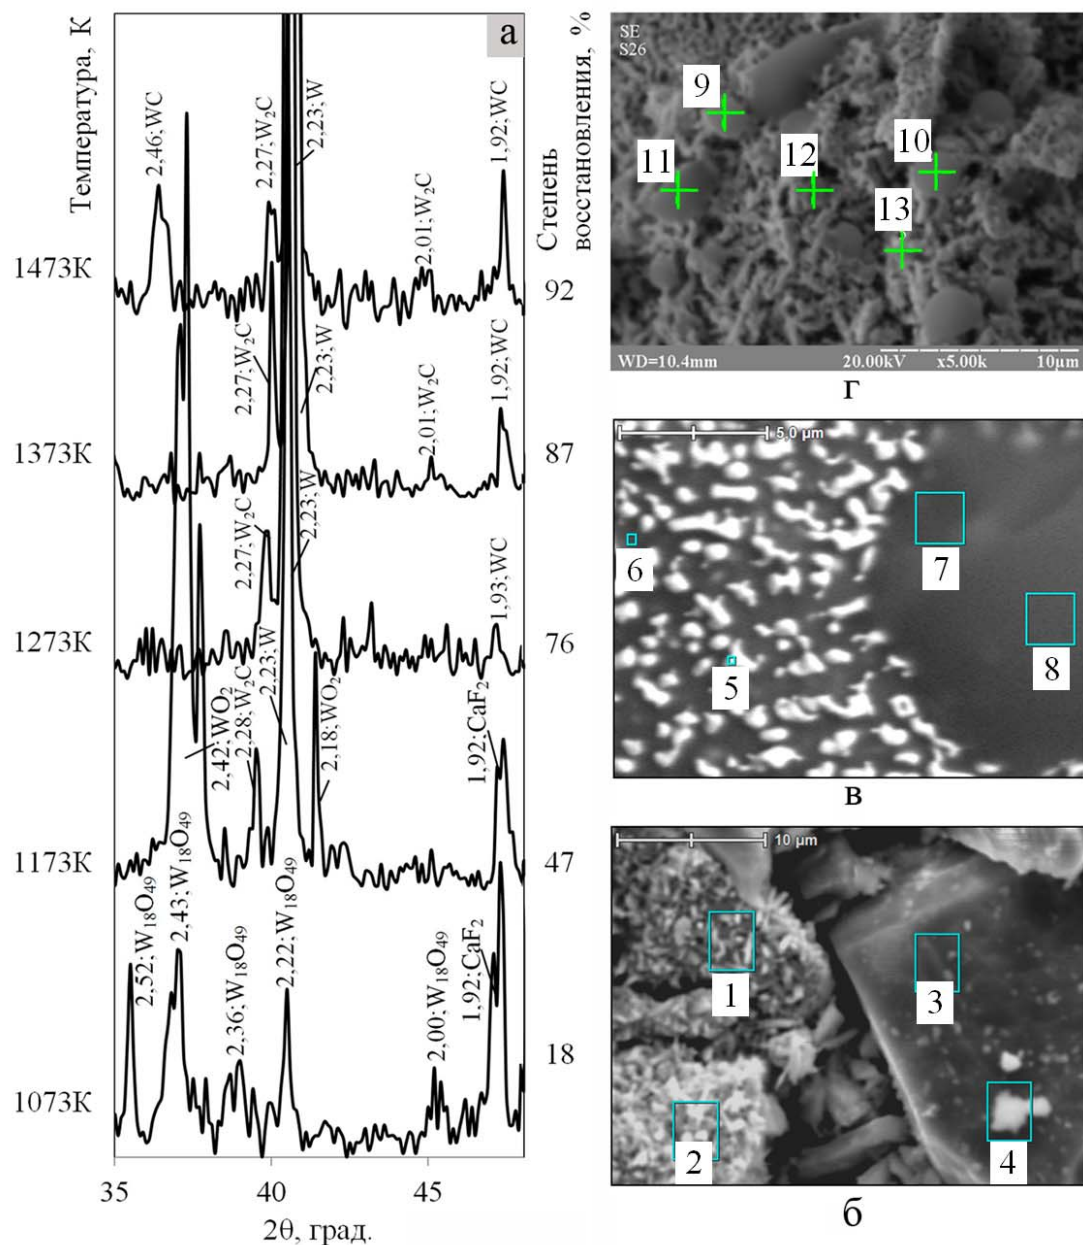 Температура, К
а
Степень
восстановления, %
2,46;WC
2,27;W₂C
2,23;W
2,01;W₂C
1,92;WC
1473К
92
2,27;W₂C
2,23;W
2,01;W₂C
1,92;WC
1373К
87
2,27;W₂C
2,23;W
1,93;WC
1273К
76
2,42;WO₂
2,28;W₂C
2,23;W
2,18;WO₂
1,92;CaF₂
1173К
47
2,52;W₁₈O₄₉
2,43;W₁₈O₄₉
2,36;W₁₈O₄₉
2,22;W₁₈O₄₉
2,00;W₁₈O₄₉
1,92;CaF₂
1073К
18
35
40
45
2θ, град.
SE
S26
9
10
11
12
13
WD=10.4mm 20.00kV x5.00k 10µm
г
5,0 µm
6
7
5
8
в
10 µm
1
3
2
4
б